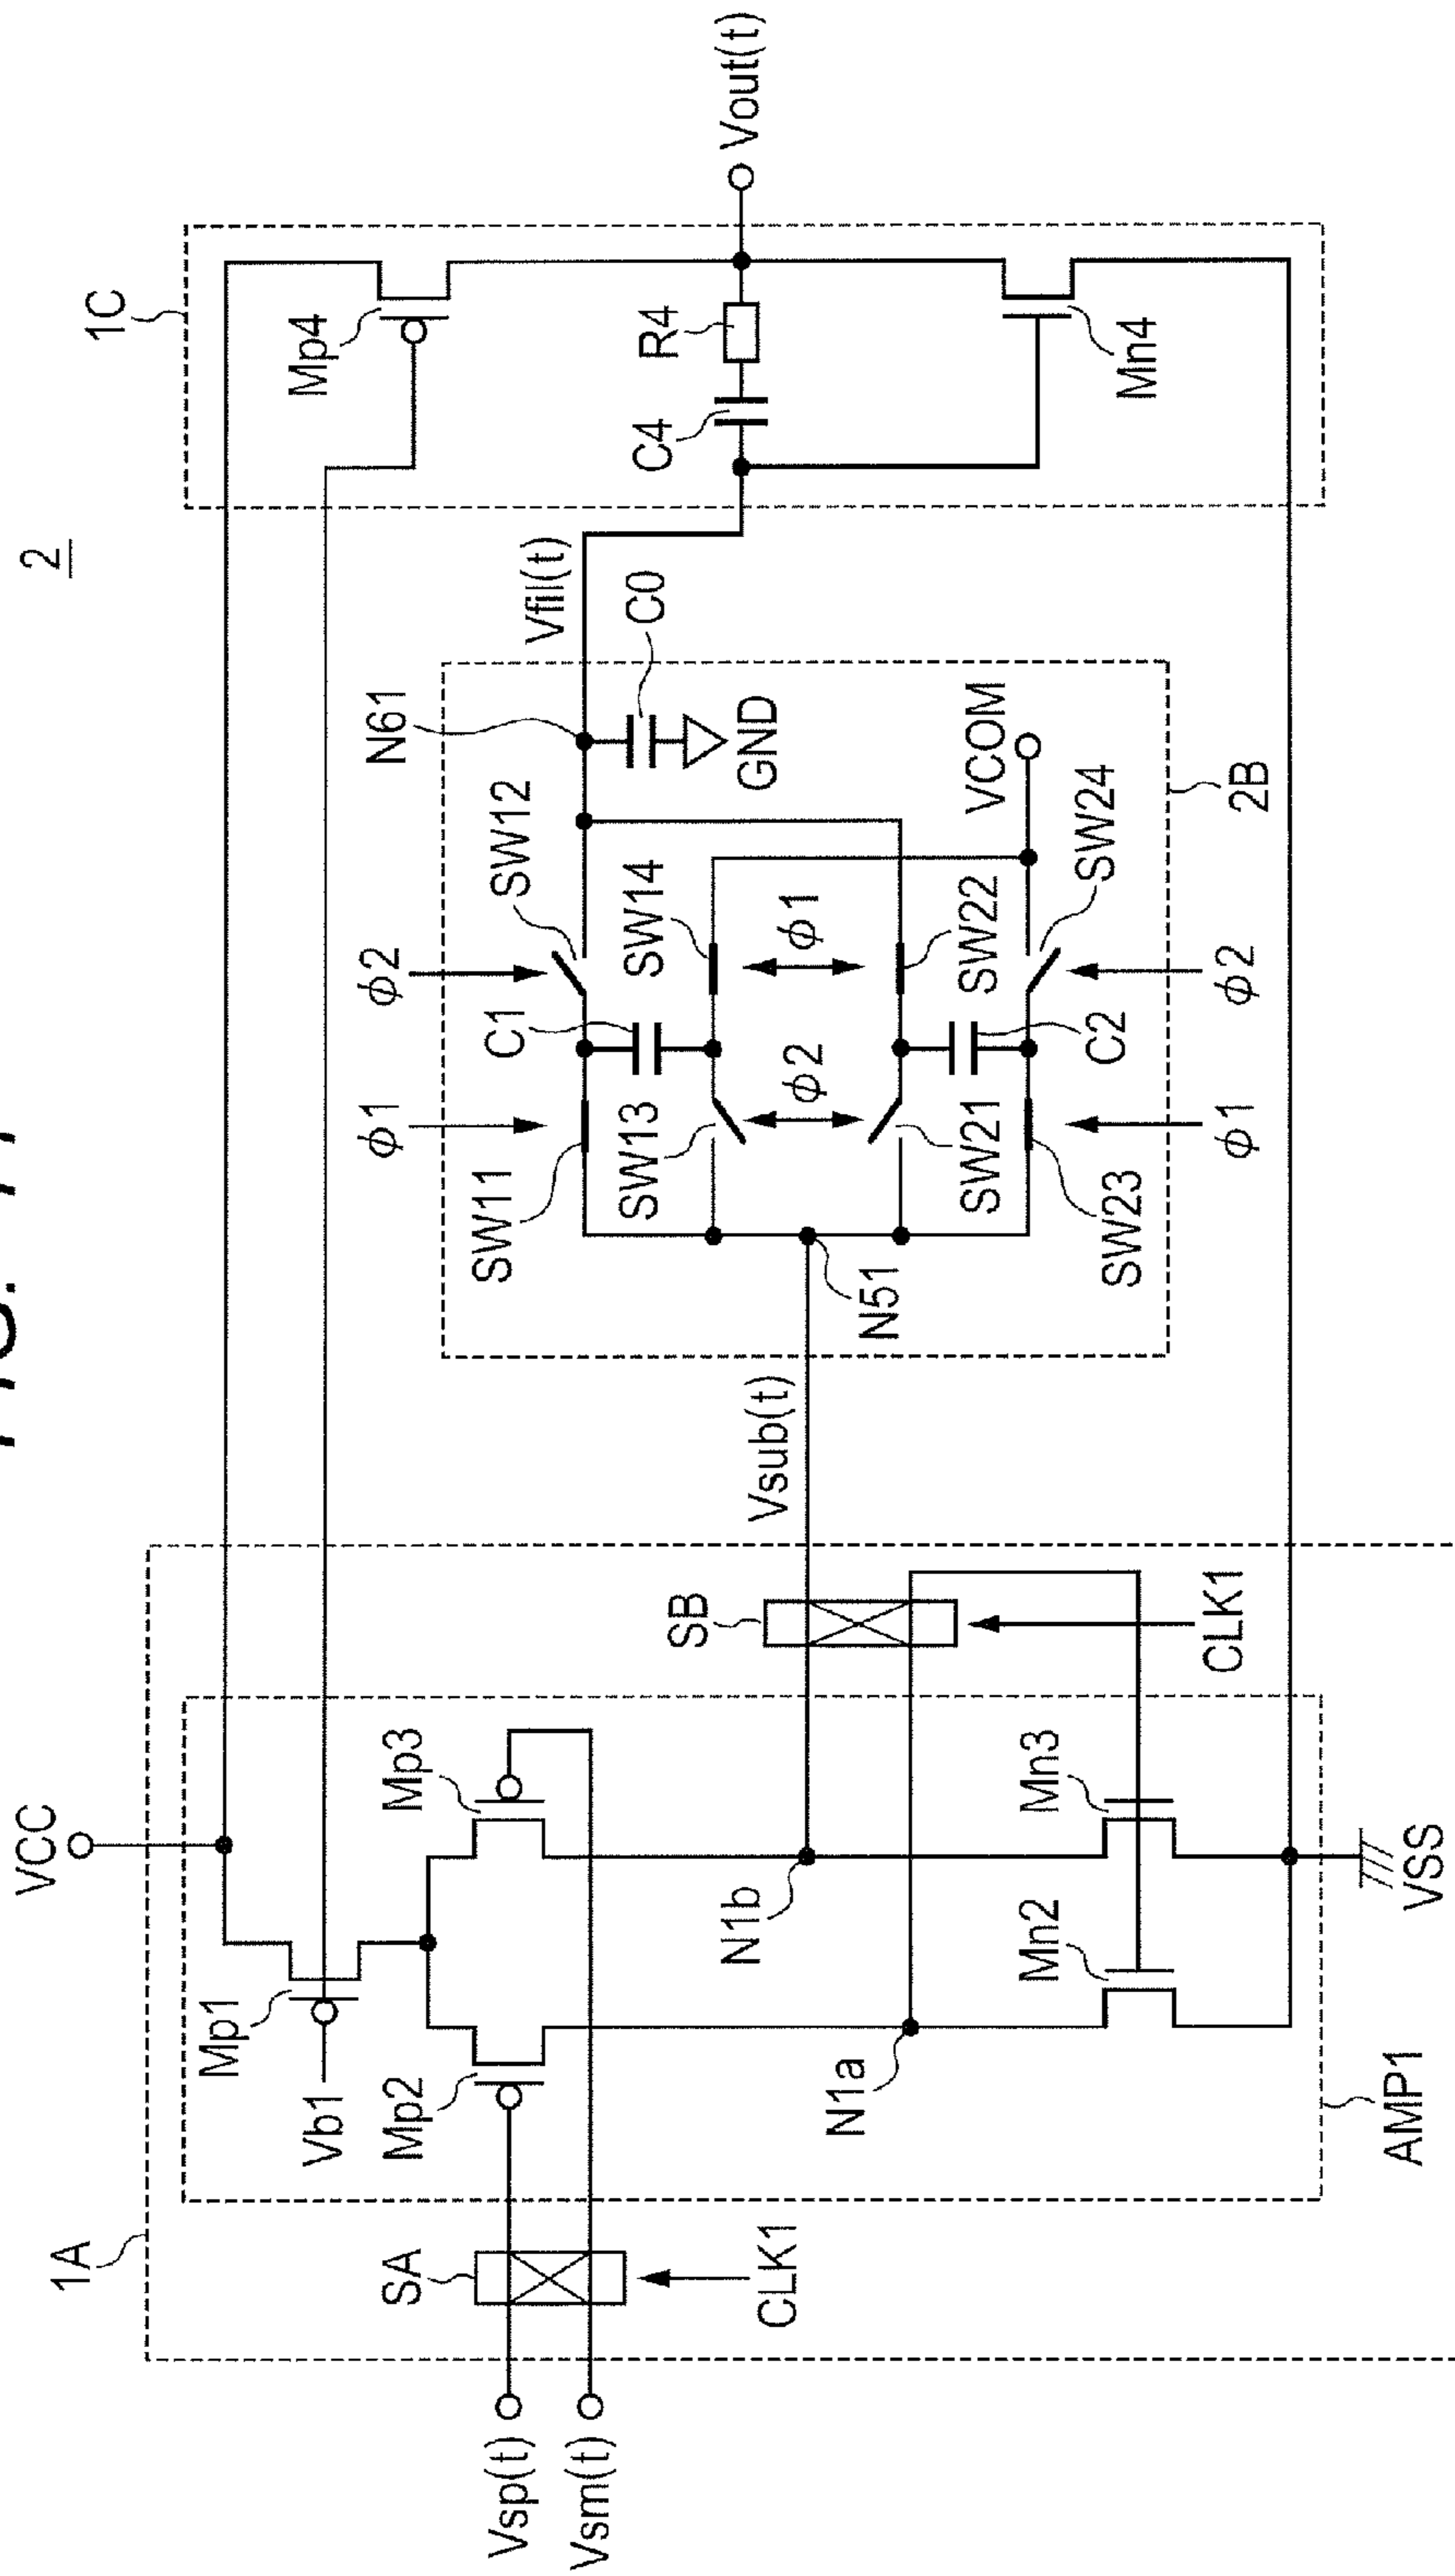 2
1A
VCC
1C
Mp1
Vb1
Mp2
Mp3
Mp4
SA
CLK1
Vsp(t)
Vsm(t)
N1b
N1a
Mn2
Mn3
VSS
AMP1
SB
CLK1
Vsub(t)
N51
φ1
φ2
SW11
C1
SW12
N61
Vfil(t)
C0
GND
SW13
φ2
SW14
φ1
SW21
SW22
VCOM
SW23
C2
SW24
φ1
φ2
2B
C4
R4
Vout(t)
Mn4